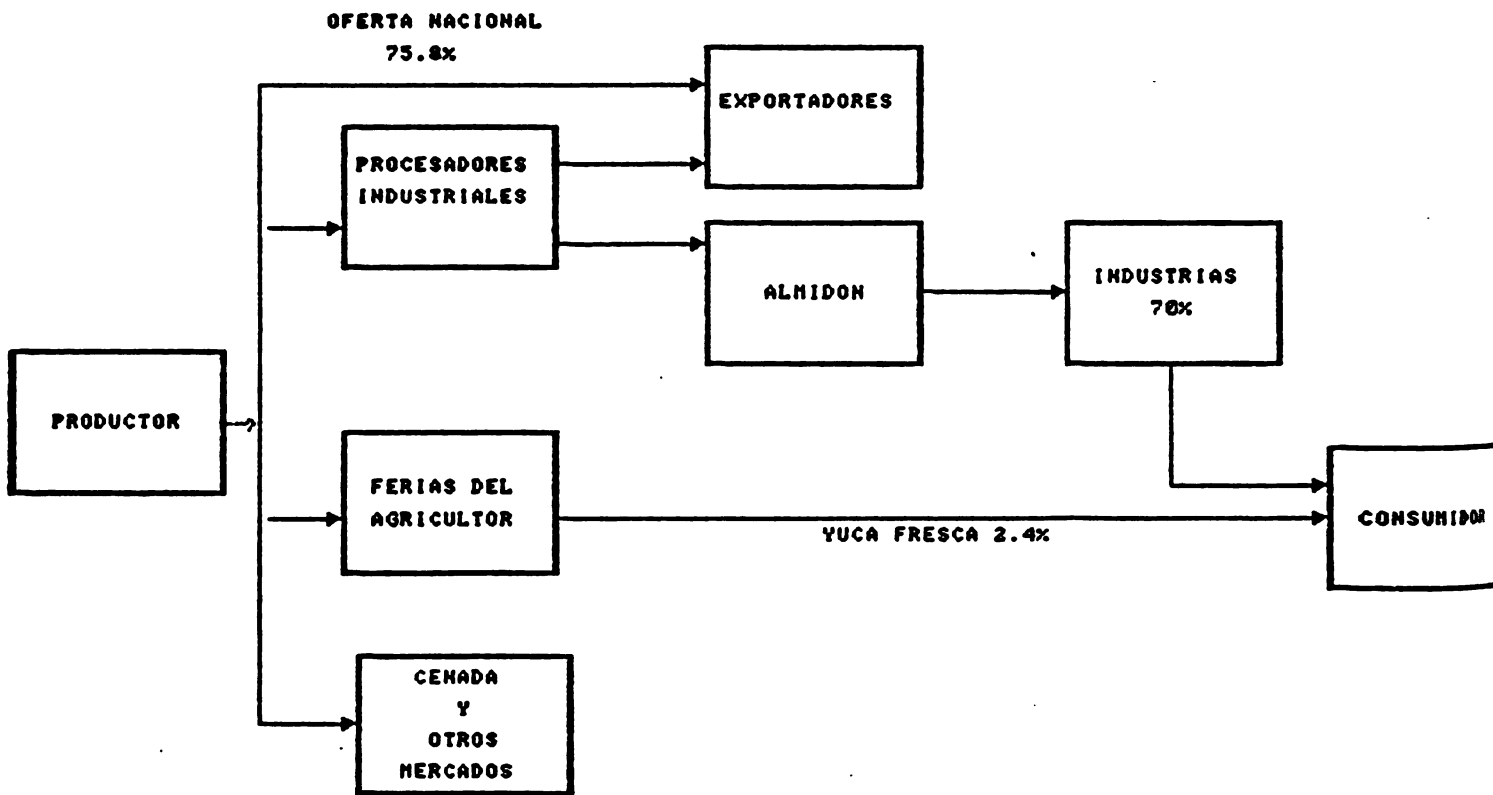 OFERTA NACIONAL
75.8%
EXPORTADORES
PROCESADORES
INDUSTRIALES
ALMIDON
INDUSTRIAS
70%
PRODUCTOR
FERIAS DEL
AGRICULTOR
YUCA FRESCA 2.4%
CONSUMIDOR
CENADA
Y
OTROS
MERCADOS